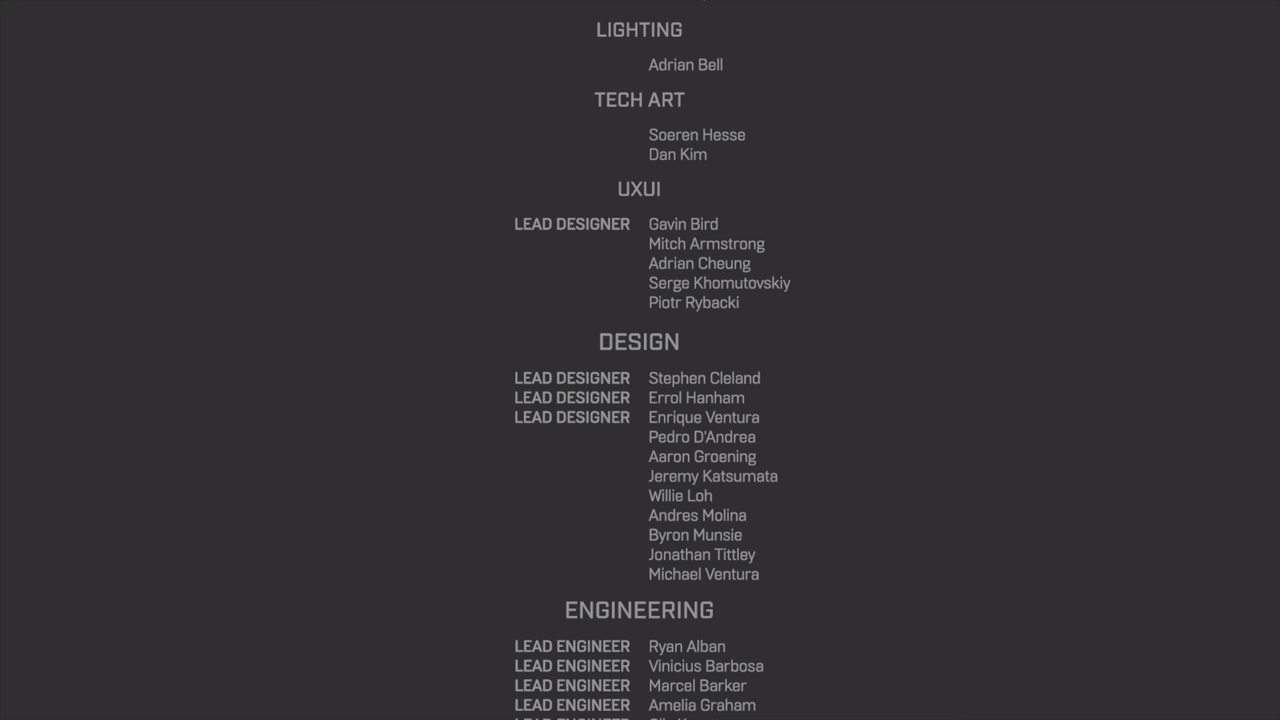 LIGHTING
Adrian Bell
TECH ART
Soeren Hesse
Dan Kim
UXUI
LEAD DESIGNER Gavin Bird
Mitch Armstrong
Adrian Cheung
Serge Khomutovskiy
Piotr Rybacki
DESIGN
LEAD DESIGNER Stephen Cleland
LEAD DESIGNER Errol Hanham
LEAD DESIGNER Enrique Ventura
Pedro D'Andrea
Aaron Groening
Jeremy Katsumata
Willie Loh
Andres Molina
Byron Munsie
Jonathan Tittley
Michael Ventura
ENGINEERING
LEAD ENGINEER Ryan Alban
LEAD ENGINEER Vinicius Barbosa
LEAD ENGINEER Marcel Barker
LEAD ENGINEER Amelia Graham